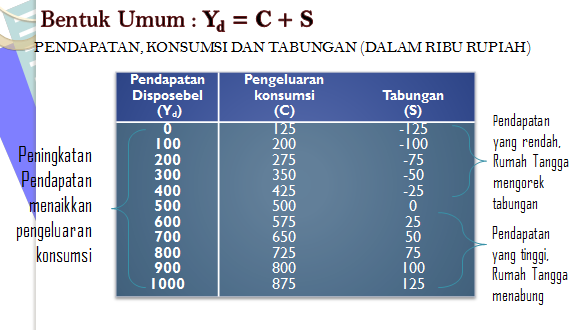 Bentuk Umum : Yd = C + S
PENDAPATAN, KONSUMSI DAN TABUNGAN (DALAM RIBU RUPIAH)
Peningkatan
Pendapatan
menaikkan
pengeluaran
konsumsi
Pendapatan Disposebel (Yd) Pengeluaran konsumsi (C) Tabungan (S)
0 125 -125
100 200 -100
200 275 -75
300 350 -50
400 425 -25
500 500 0
600 575 25
700 650 50
800 725 75
900 800 100
1000 875 125
Pendapatan
yang rendah,
Rumah Tangga
mengorek
tabungan
Pendapatan
yang tinggi,
Rumah Tangga
menabung